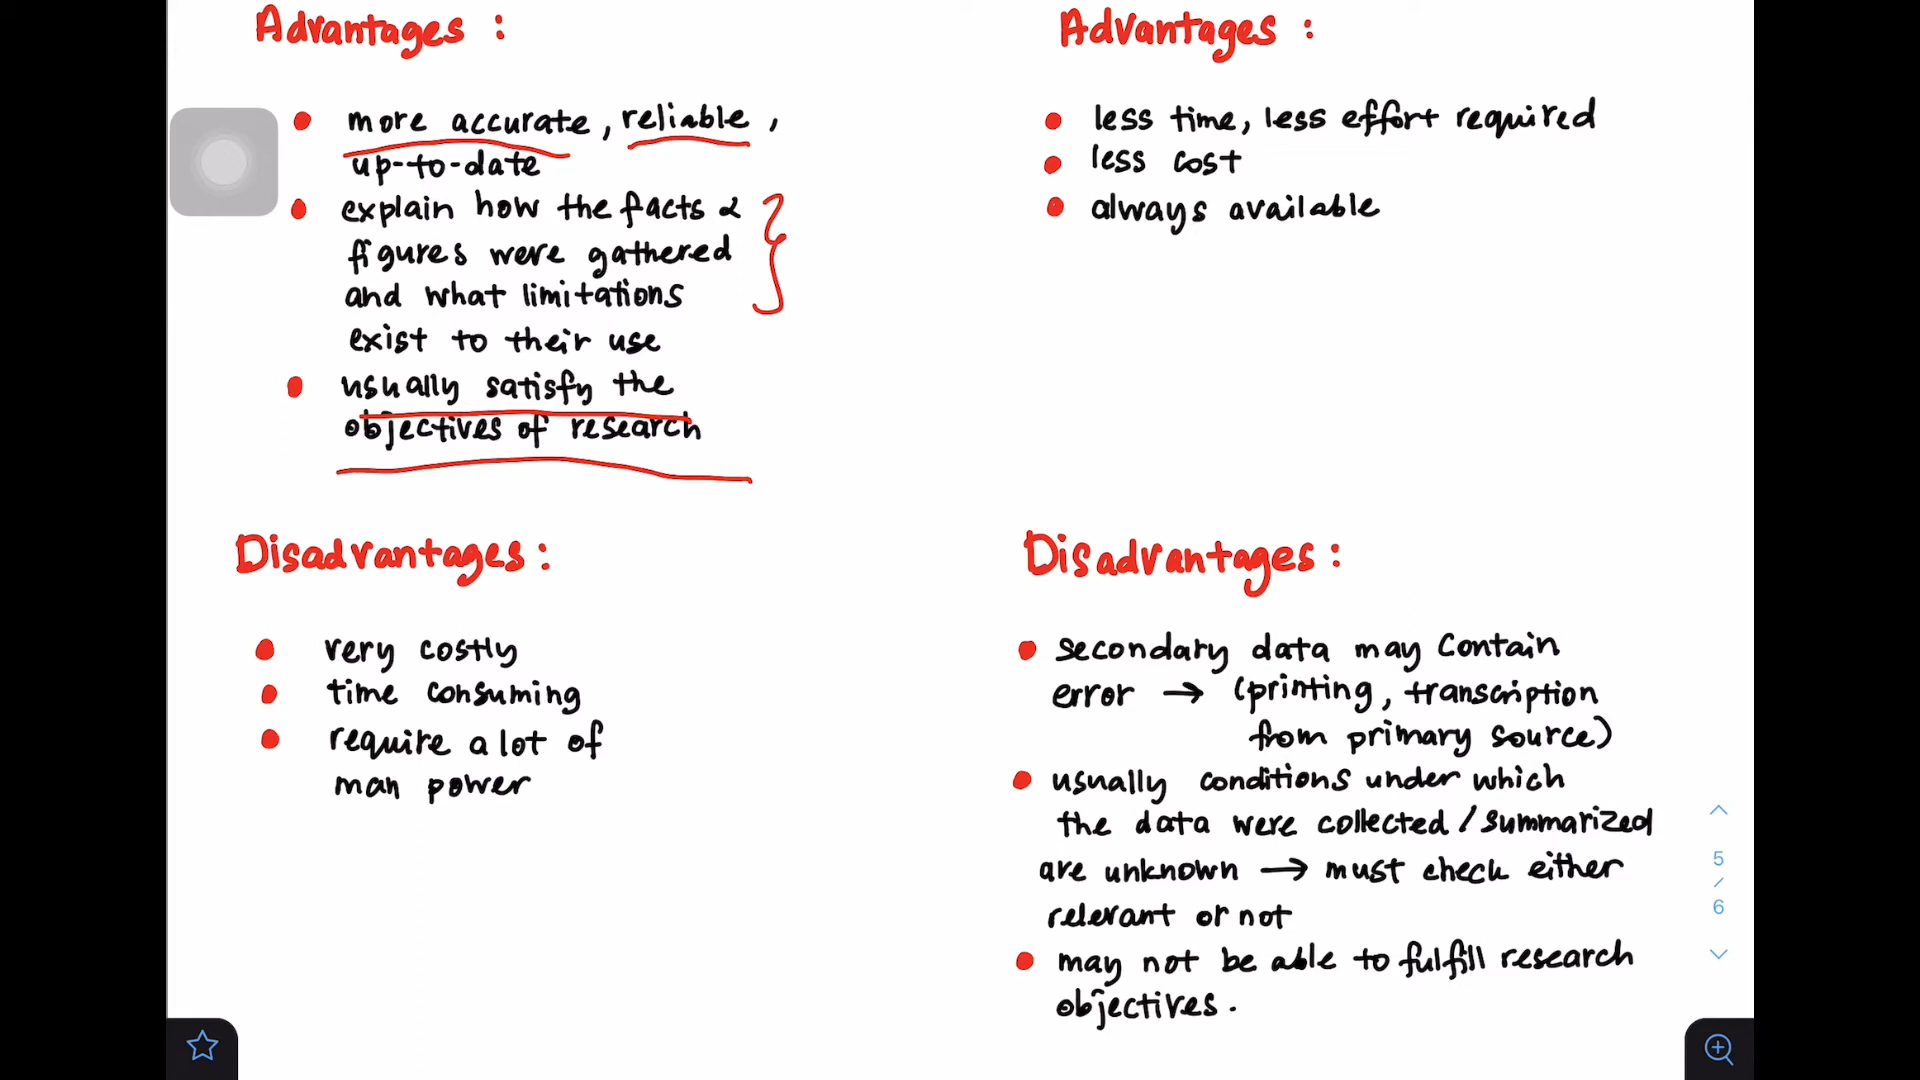 Advantages :
• more accurate, reliable,
up-to-date
• explain how the facts &
figures were gathered
and what limitations
exist to their use
• usually satisfy the
objectives of research
Disadvantages :
• very costly
• time consuming
• require a lot of
man power
Advantages :
• less time, less effort required
• less cost
• always available
Disadvantages :
• secondary data may contain
error → (printing, transcription
from primary source)
• usually conditions under which
the data were collected / summarized
are unknown → must check either
relevant or not
• may not be able to fulfill research
objectives.
5
/
6